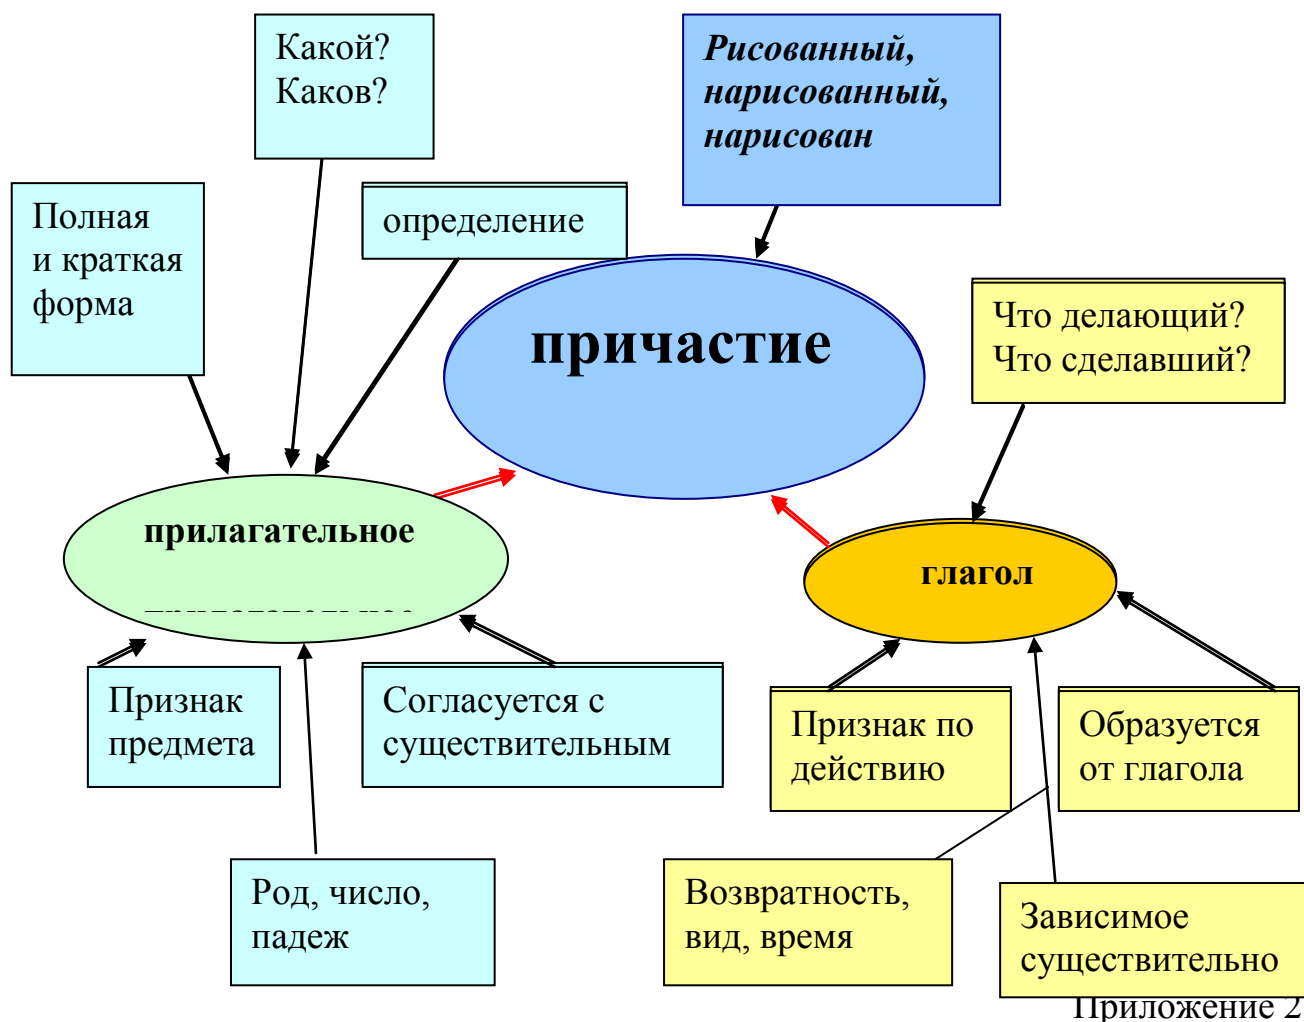 Какой?
Каков?
Рисованный,
нарисованный,
нарисован
Полная
и краткая
форма
определение
причастие
Что делающий?
Что сделавший?
прилагательное
прилагательное
глагол
Признак
предмета
Согласуется с
существительным
Признак по
действию
Образуется
от глагола
Род, число,
падеж
Возвратность,
вид, время
Зависимое
существительно
Приложение 2